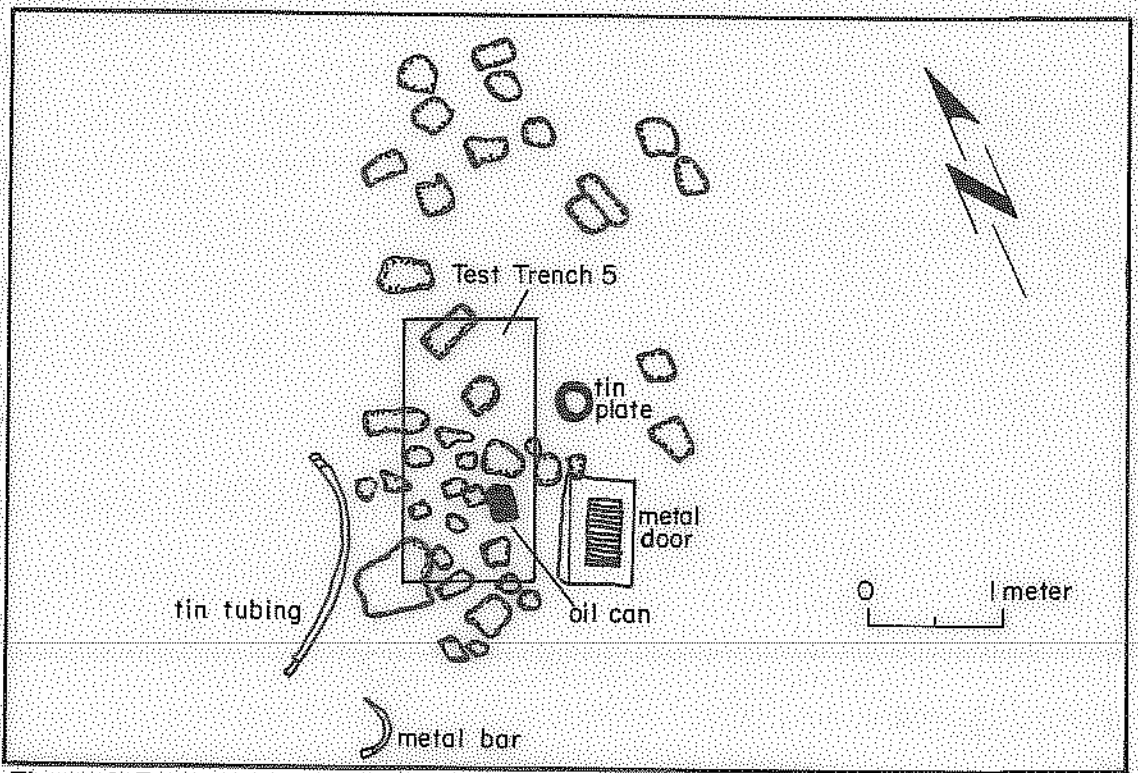 Test Trench 5
tin
plate
metal
door
0 1 meter
tin tubing
oil can
metal bar